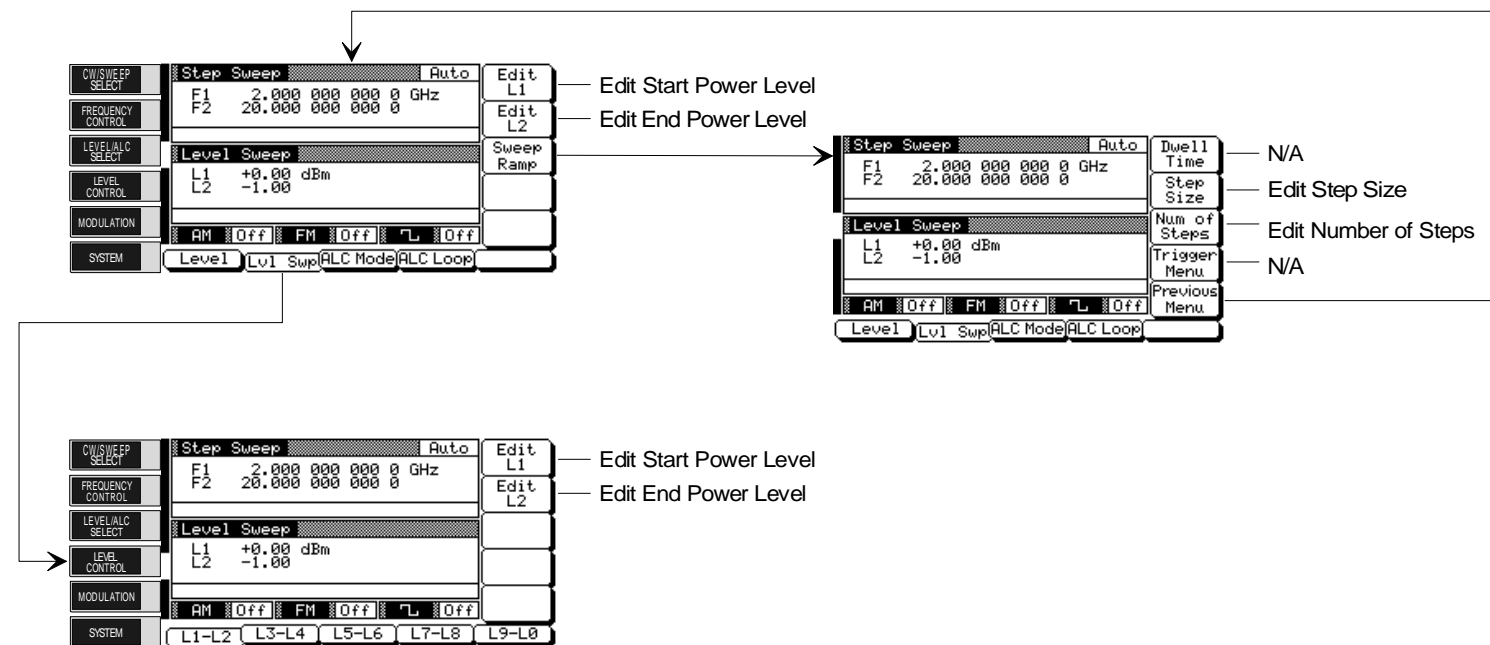 CW/SWEEP
SELECT
FREQUENCY
CONTROL
LEVEL/ALC
SELECT
LEVEL
CONTROL
MODULATION
SYSTEM
Step Sweep Auto
F1 2.000 000 000 0 GHz
F2 20.000 000 000 0
Level Sweep
L1 +0.00 dBm
L2 -1.00
AM Off FM Off Off
Level Lvl Swp ALC Mode ALC Loop
Edit
L1
Edit
L2
Sweep
Ramp
Edit Start Power Level
Edit End Power Level
Step Sweep Auto
F1 2.000 000 000 0 GHz
F2 20.000 000 000 0
Level Sweep
L1 +0.00 dBm
L2 -1.00
AM Off FM Off Off
Level Lvl Swp ALC Mode ALC Loop
Dwell
Time
Step
Size
Num of
Steps
Trigger
Menu
Previous
Menu
N/A
Edit Step Size
Edit Number of Steps
N/A
CW/SWEEP
SELECT
FREQUENCY
CONTROL
LEVEL/ALC
SELECT
LEVEL
CONTROL
MODULATION
SYSTEM
Step Sweep Auto
F1 2.000 000 000 0 GHz
F2 20.000 000 000 0
Level Sweep
L1 +0.00 dBm
L2 -1.00
AM Off FM Off Off
L1-L2 L3-L4 L5-L6 L7-L8 L9-L0
Edit
L1
Edit
L2
Edit Start Power Level
Edit End Power Level